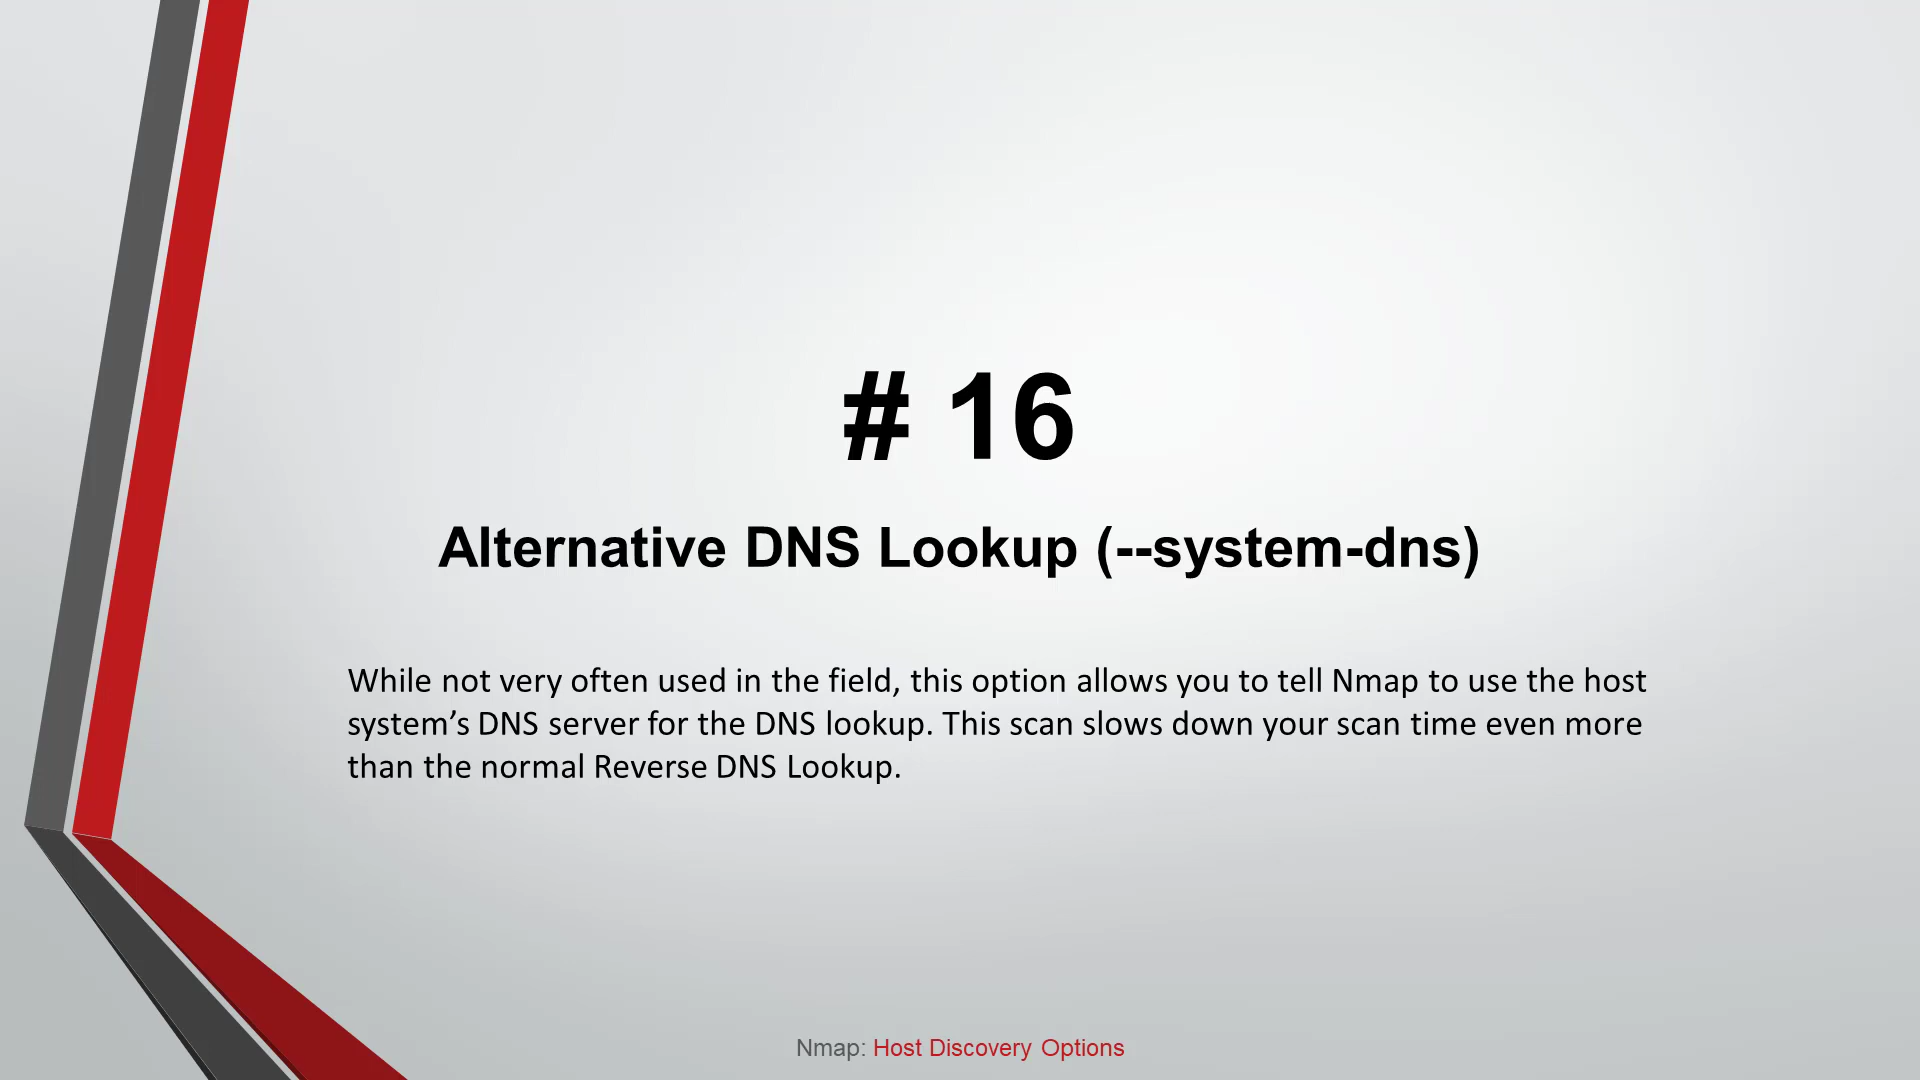 # 16
Alternative DNS Lookup (--system-dns)
While not very often used in the field, this option allows you to tell Nmap to use the host
system’s DNS server for the DNS lookup. This scan slows down your scan time even more
than the normal Reverse DNS Lookup.
Nmap: Host Discovery Options